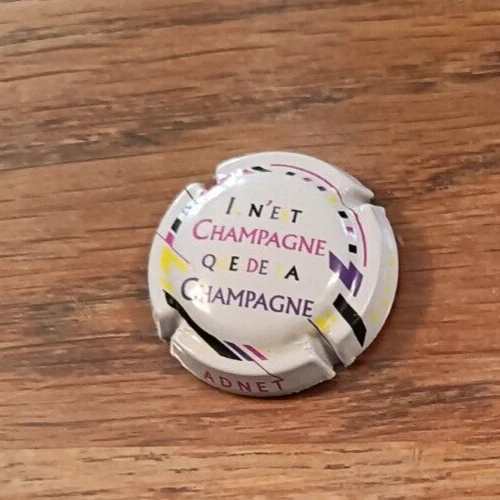 Il n'est
Champagne
que de la
Champagne
ADNET